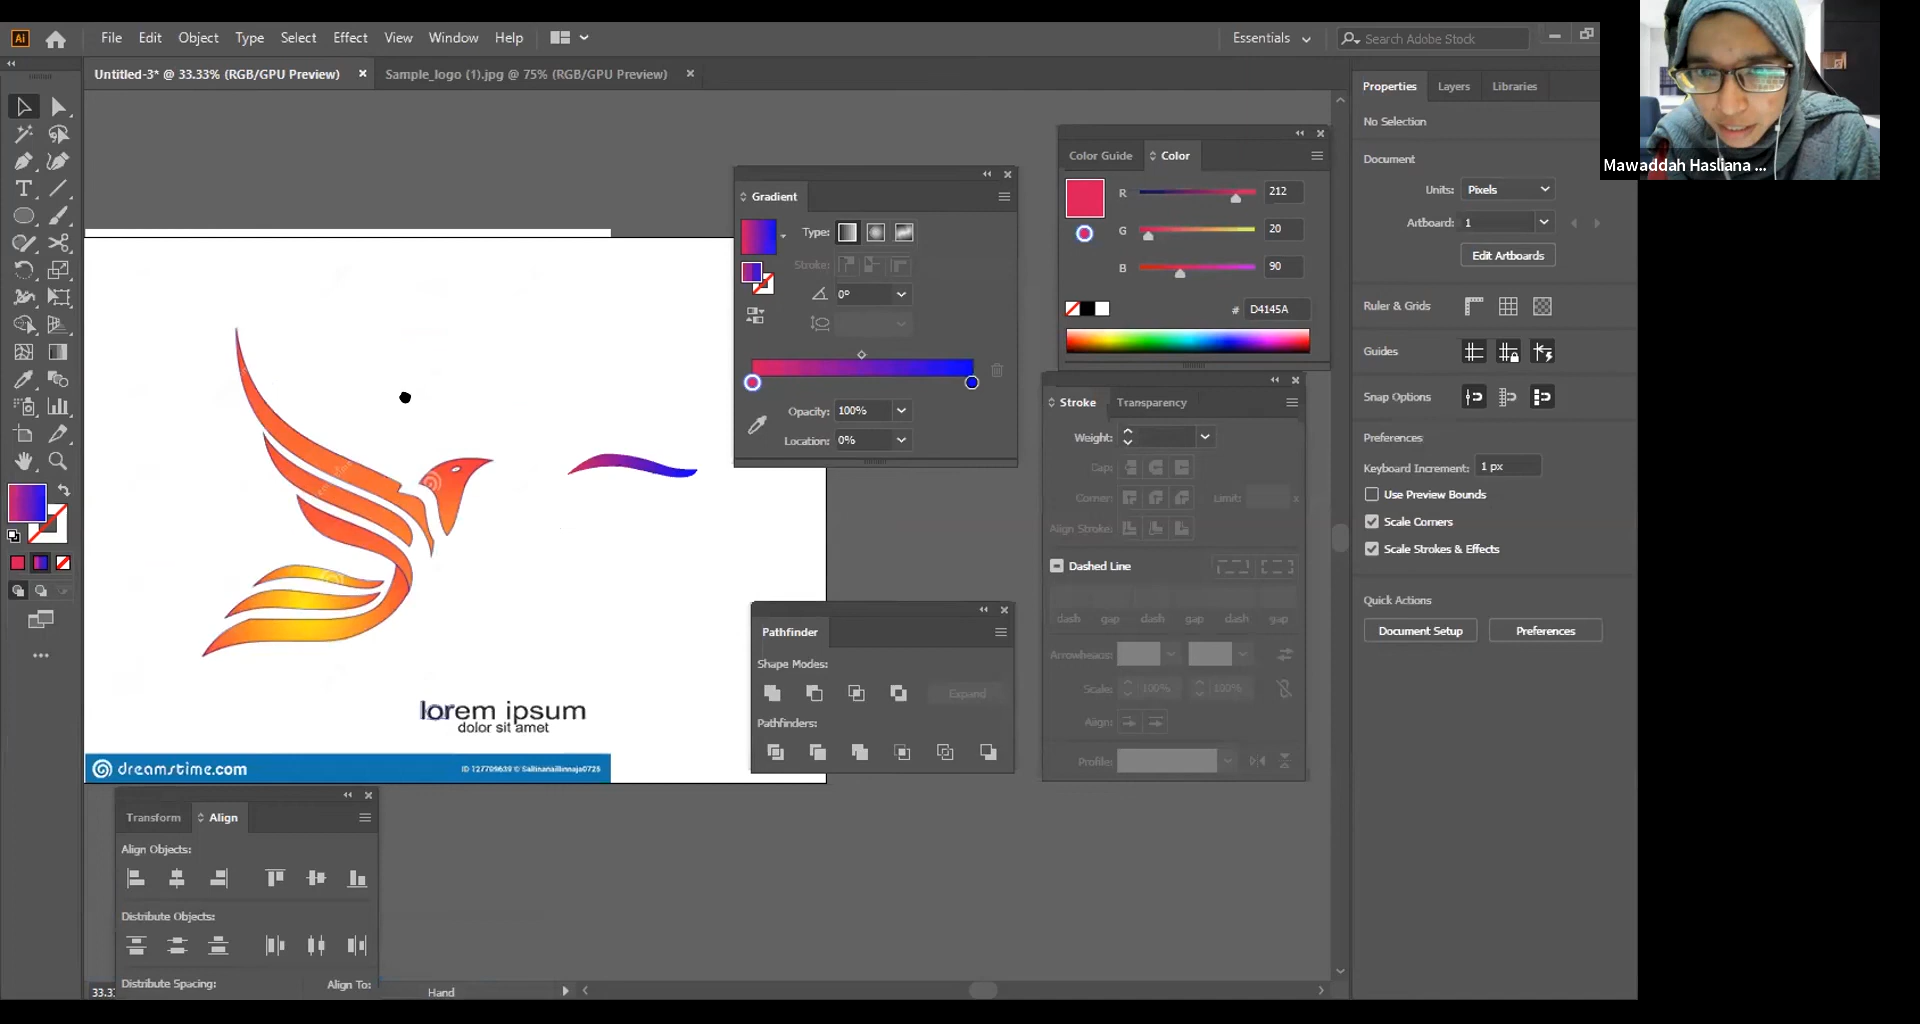 Ai
File Edit Object Type Select Effect View Window Help
Essentials
Search Adobe Stock
Untitled-3* @ 33.33% (RGB/GPU Preview)
Sample_logo (1).jpg @ 75% (RGB/GPU Preview)
Mawaddah Hasliana ...
Properties Layers Libraries
No Selection
Document
Units: Pixels
Artboard: 1
Edit Artboards
Ruler & Grids
Guides
Snap Options
Preferences
Keyboard Increment: 1 px
Use Preview Bounds
Scale Corners
Scale Strokes & Effects
Quick Actions
Document Setup Preferences
Color Guide Color
R 212
G 20
B 90
# D4145A
Gradient
Type:
Stroke:
0°
Opacity: 100%
Location: 0%
Stroke Transparency
Weight:
Cap:
Corner: Limit: x
Align Stroke:
Dashed Line
dash gap dash gap dash gap
Arrowheads:
Scale: 100% 100%
Align:
Profile:
Pathfinder
Shape Modes:
Expand
Pathfinders:
lorem ipsum
dolor sit amet
dreamstime.com
Transform Align
Align Objects:
Distribute Objects:
Distribute Spacing: Align To:
Hand